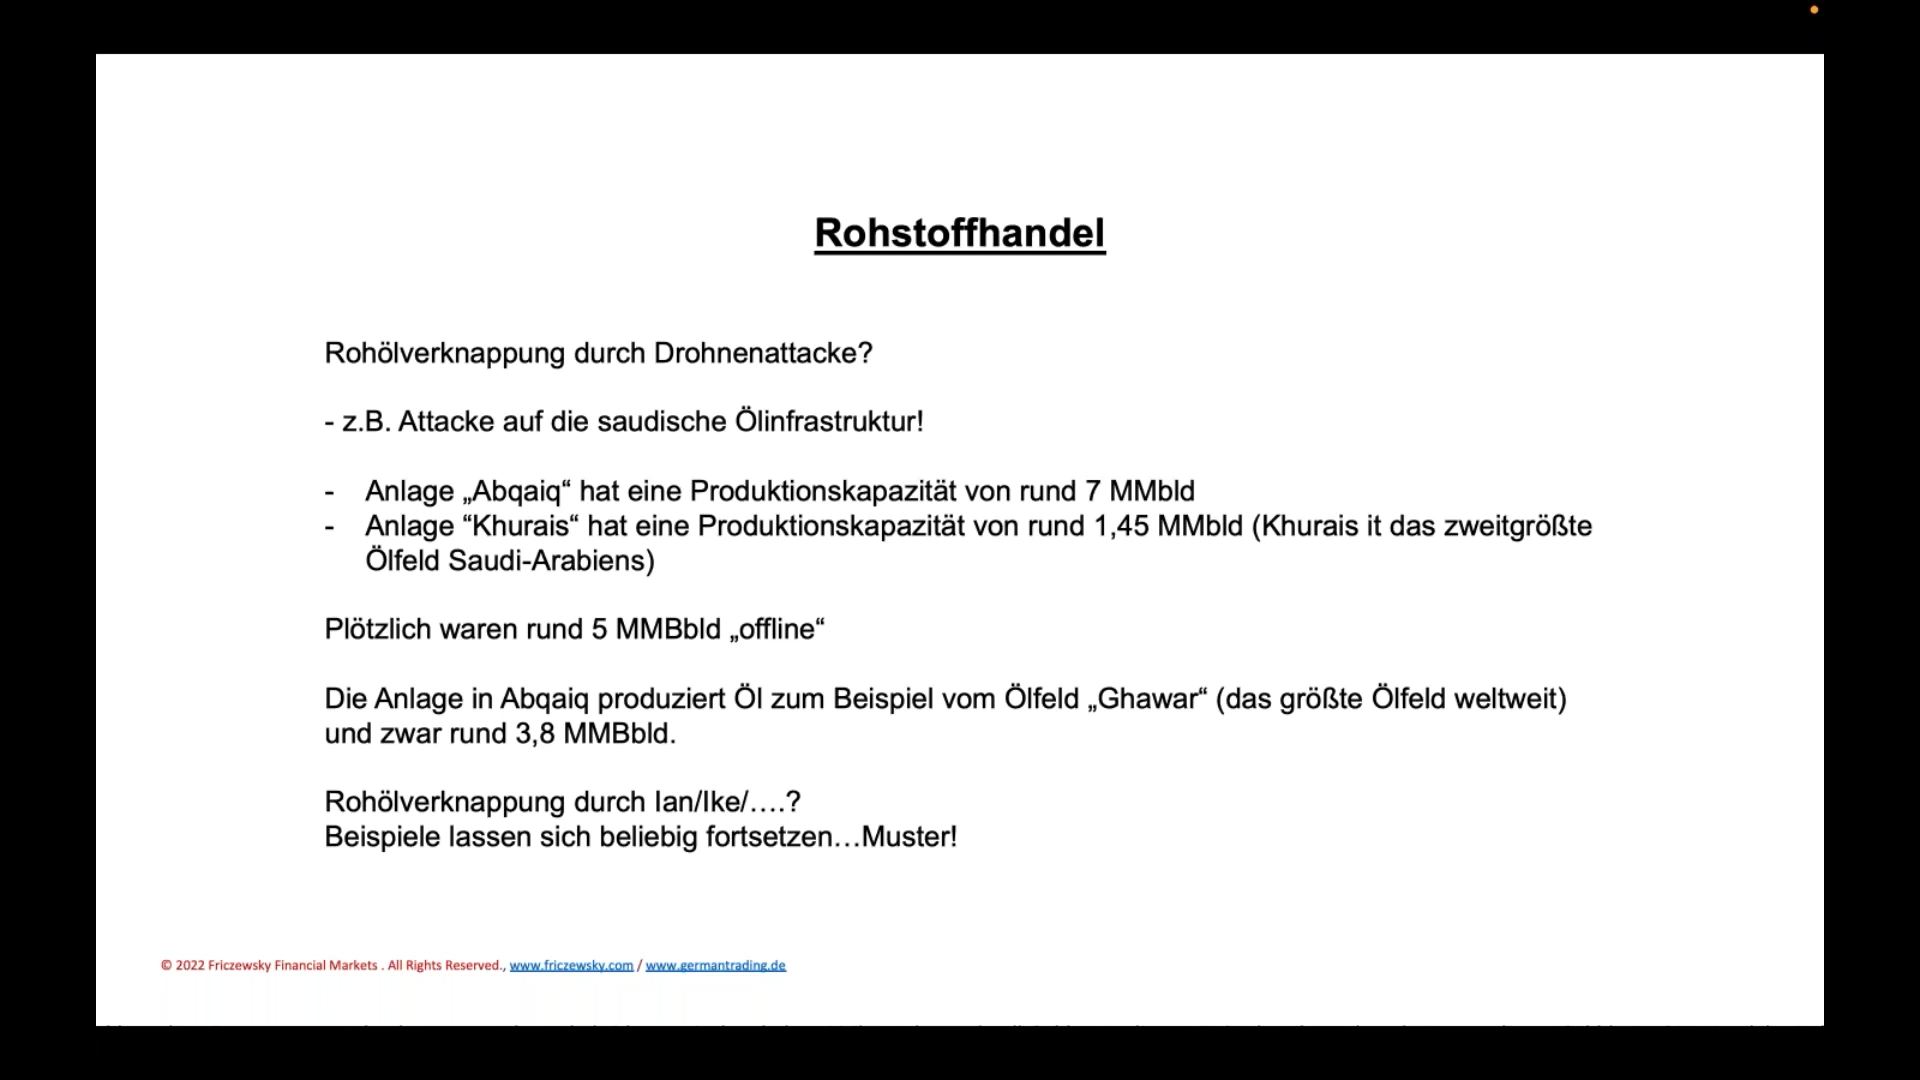 Rohstoffhandel
Rohölverknappung durch Drohnenattacke?
- z.B. Attacke auf die saudische Ölinfrastruktur!
- Anlage „Abqaiq“ hat eine Produktionskapazität von rund 7 MMbld
- Anlage “Khurais“ hat eine Produktionskapazität von rund 1,45 MMbld (Khurais it das zweitgrößte
Ölfeld Saudi-Arabiens)
Plötzlich waren rund 5 MMBbld „offline“
Die Anlage in Abqaiq produziert Öl zum Beispiel vom Ölfeld „Ghawar“ (das größte Ölfeld weltweit)
und zwar rund 3,8 MMBbld.
Rohölverknappung durch Ian/Ike/….?
Beispiele lassen sich beliebig fortsetzen…Muster!
© 2022 Friczewsky Financial Markets . All Rights Reserved., www.friczewsky.com / www.germantrading.de